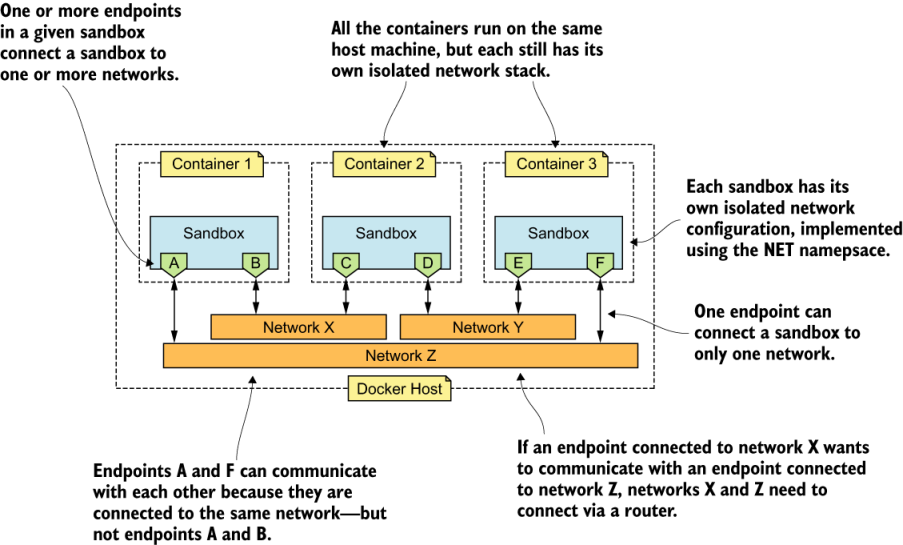 One or more endpoints
in a given sandbox
connect a sandbox to
one or more networks.
All the containers run on the same
host machine, but each still has its
own isolated network stack.
Container 1
Container 2
Container 3
Sandbox
Sandbox
Sandbox
A
B
C
D
E
F
Each sandbox has its
own isolated network
configuration, implemented
using the NET namepsace.
Network X
Network Y
Network Z
One endpoint can
connect a sandbox to
only one network.
Docker Host
Endpoints A and F can communicate
with each other because they are
connected to the same network—but
not endpoints A and B.
If an endpoint connected to network X wants
to communicate with an endpoint connected
to network Z, networks X and Z need to
connect via a router.